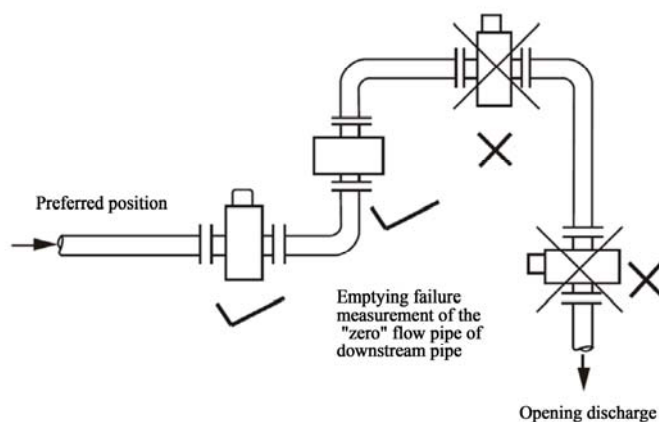 Preferred position
Emptying failure
measurement of the
"zero" flow pipe of
downstream pipe
Opening discharge